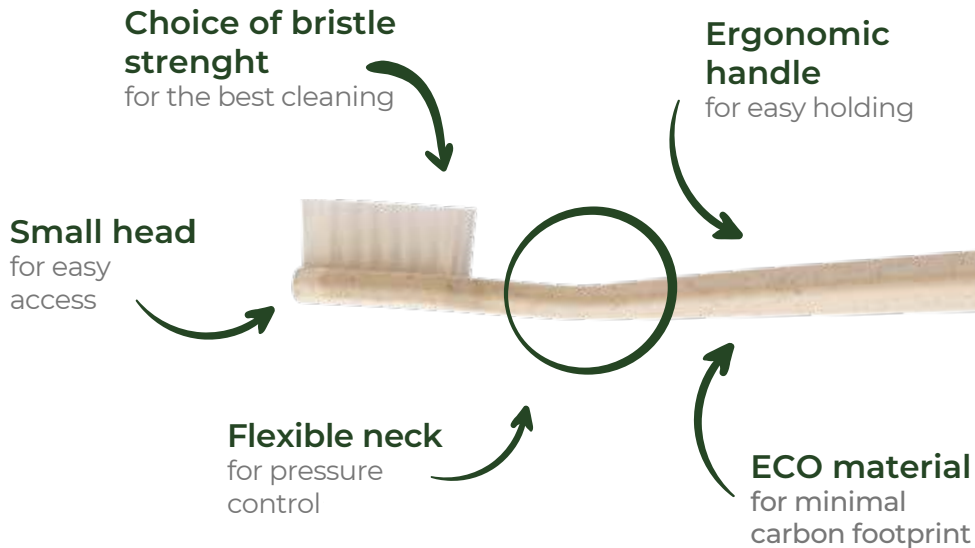 Choice of bristle
strenght
for the best cleaning
Ergonomic
handle
for easy holding
Small head
for easy
access
Flexible neck
for pressure
control
ECO material
for minimal
carbon footprint